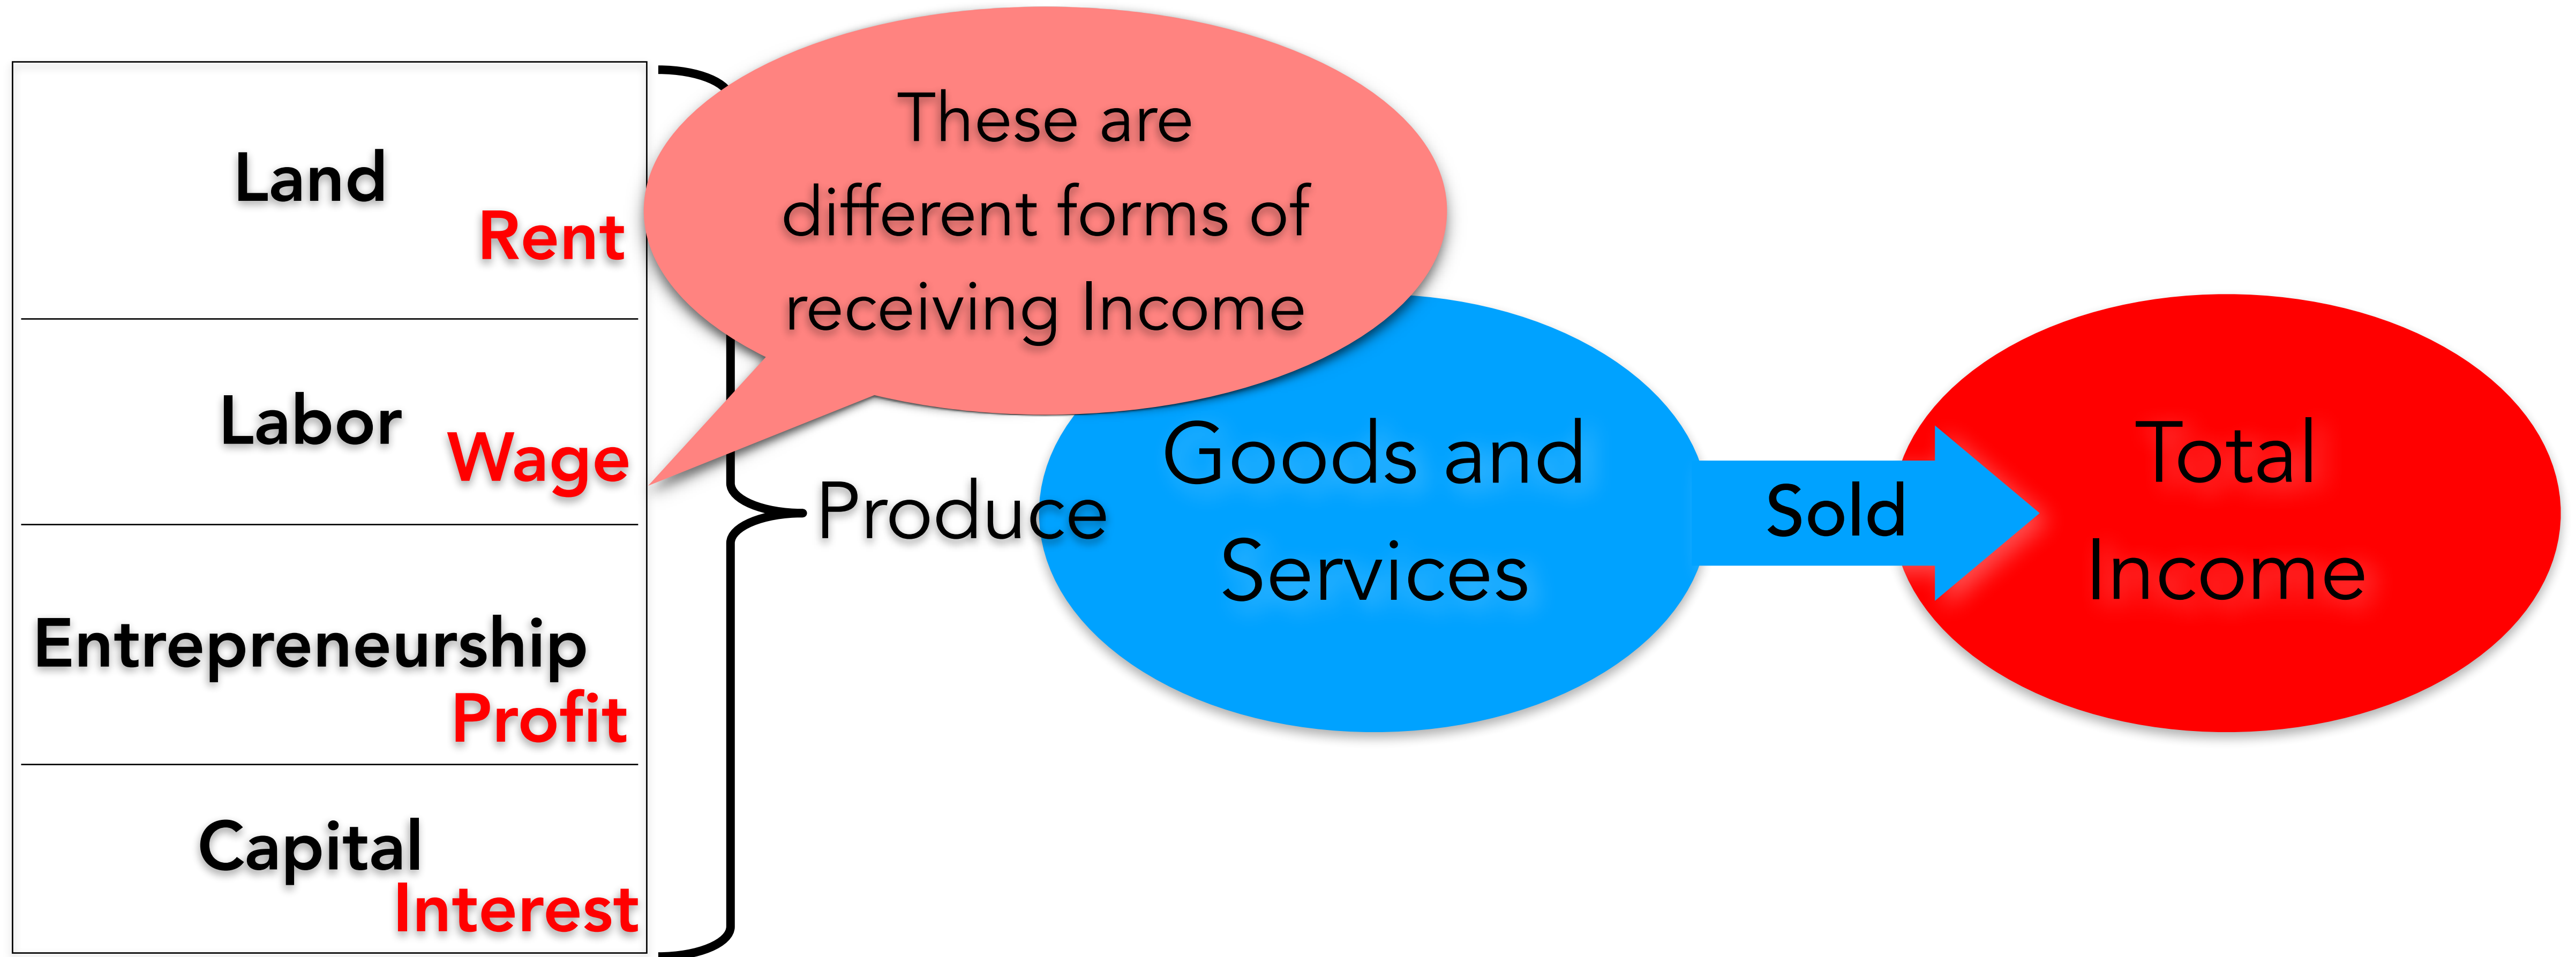 Land
Rent
Labor
Wage
Entrepreneurship
Profit
Capital
Interest
These are
different forms of
receiving Income
Produce
Goods and
Services
Sold
Total
Income